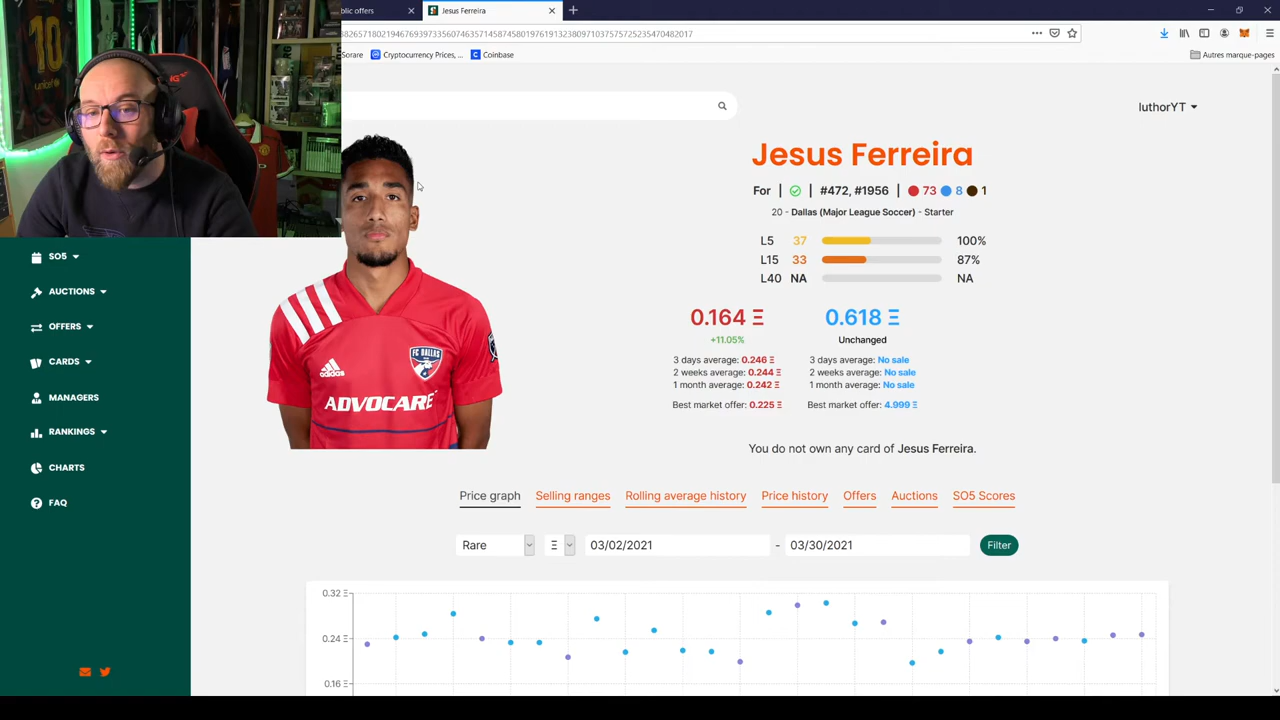 blic offers
Jesus Ferreira
38265718021946769397335606746357145874580197619132380971037575725235470482017
Sorare
Cryptocurrency Prices, ...
Coinbase
Autres marque-pages
luthorYT
Jesus Ferreira
For | | #472, #1956 | 73 8 1
20 - Dallas (Major League Soccer) - Starter
L5 37 100%
L15 33 87%
L40 NA NA
0.164 Ξ 0.618 Ξ
+11.05% Unchanged
3 days average: 0.246 Ξ 3 days average: No sale
2 weeks average: 0.244 Ξ 2 weeks average: No sale
1 month average: 0.242 Ξ 1 month average: No sale
Best market offer: 0.225 Ξ Best market offer: 4.999 Ξ
You do not own any card of Jesus Ferreira.
SO5
AUCTIONS
OFFERS
CARDS
MANAGERS
RANKINGS
CHARTS
FAQ
FC DALLAS
adidas
ADVOCARE
Price graph Selling ranges Rolling average history Price history Offers Auctions SO5 Scores
Rare Ξ 03/02/2021 - 03/30/2021 Filter
0.32 Ξ
0.24 Ξ
0.16 Ξ